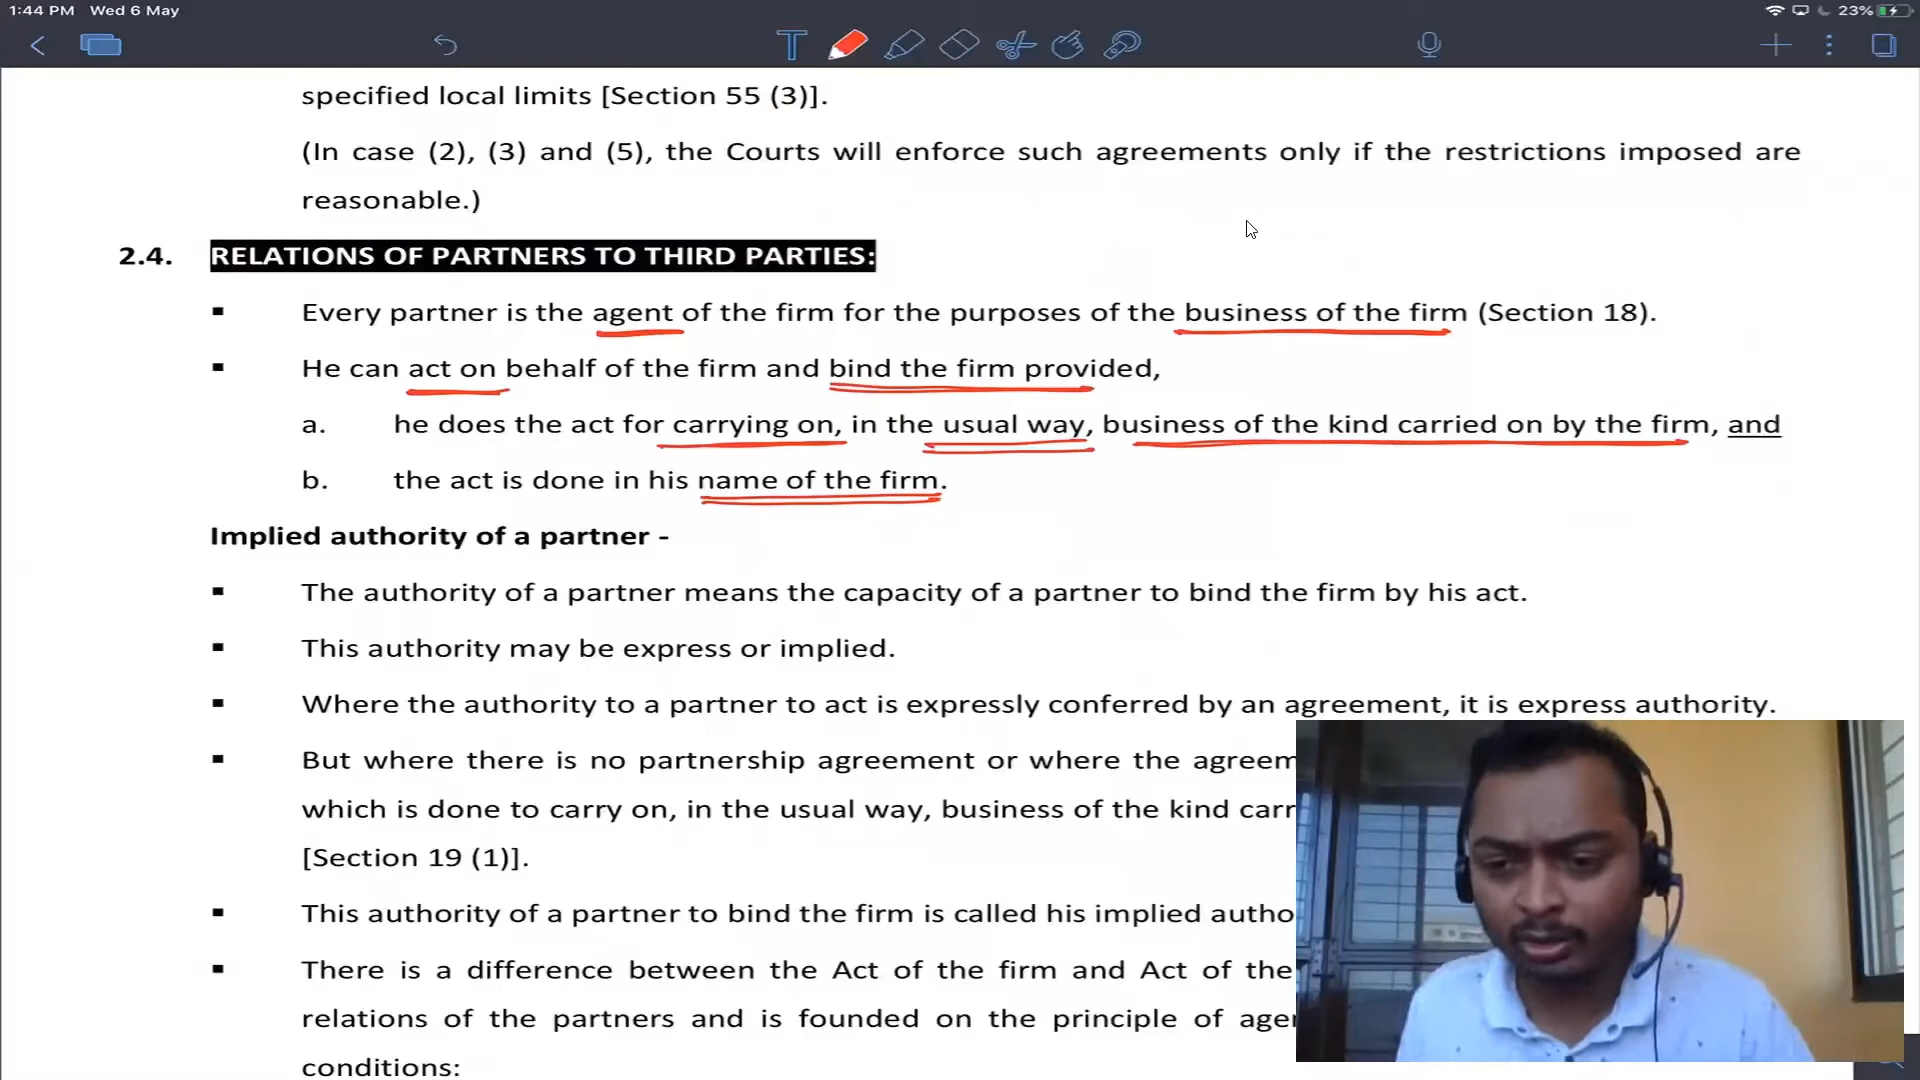 1:44 PM Wed 6 May
23%
specified local limits [Section 55 (3)].
(In case (2), (3) and (5), the Courts will enforce such agreements only if the restrictions imposed are
reasonable.)
2.4. RELATIONS OF PARTNERS TO THIRD PARTIES:
▪ Every partner is the agent of the firm for the purposes of the business of the firm (Section 18).
▪ He can act on behalf of the firm and bind the firm provided,
a. he does the act for carrying on, in the usual way, business of the kind carried on by the firm, and
b. the act is done in his name of the firm.
Implied authority of a partner -
▪ The authority of a partner means the capacity of a partner to bind the firm by his act.
▪ This authority may be express or implied.
▪ Where the authority to a partner to act is expressly conferred by an agreement, it is express authority.
▪ But where there is no partnership agreement or where the agreem
which is done to carry on, in the usual way, business of the kind carr
[Section 19 (1)].
▪ This authority of a partner to bind the firm is called his implied autho
▪ There is a difference between the Act of the firm and Act of the
relations of the partners and is founded on the principle of age
conditions: